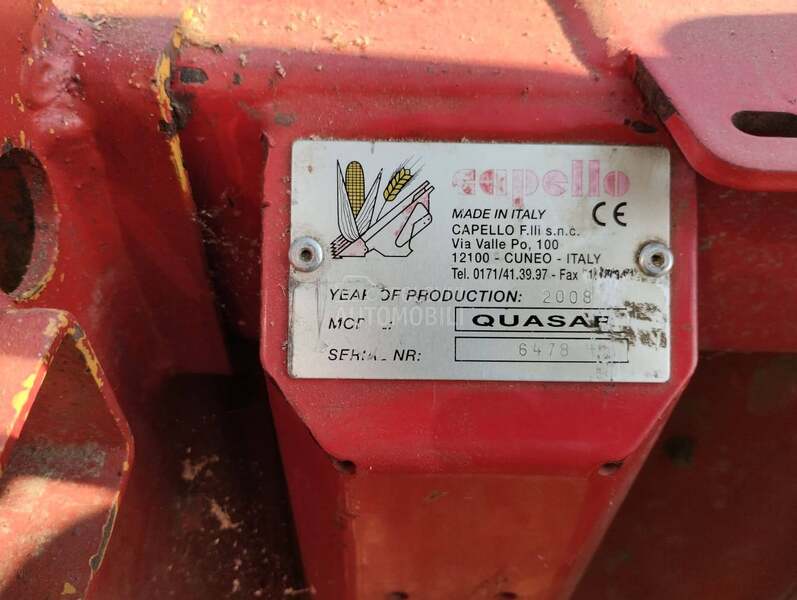 capello
MADE IN ITALY
CE
CAPELLO F.lli s.n.c.
Via Valle Po, 100
12100 - CUNEO - ITALY
Tel. 0171/41.39.97 - Fax
YEAR OF PRODUCTION: 2008
AUTOMOBILI
QUASAR
SERIAL NR: 6478